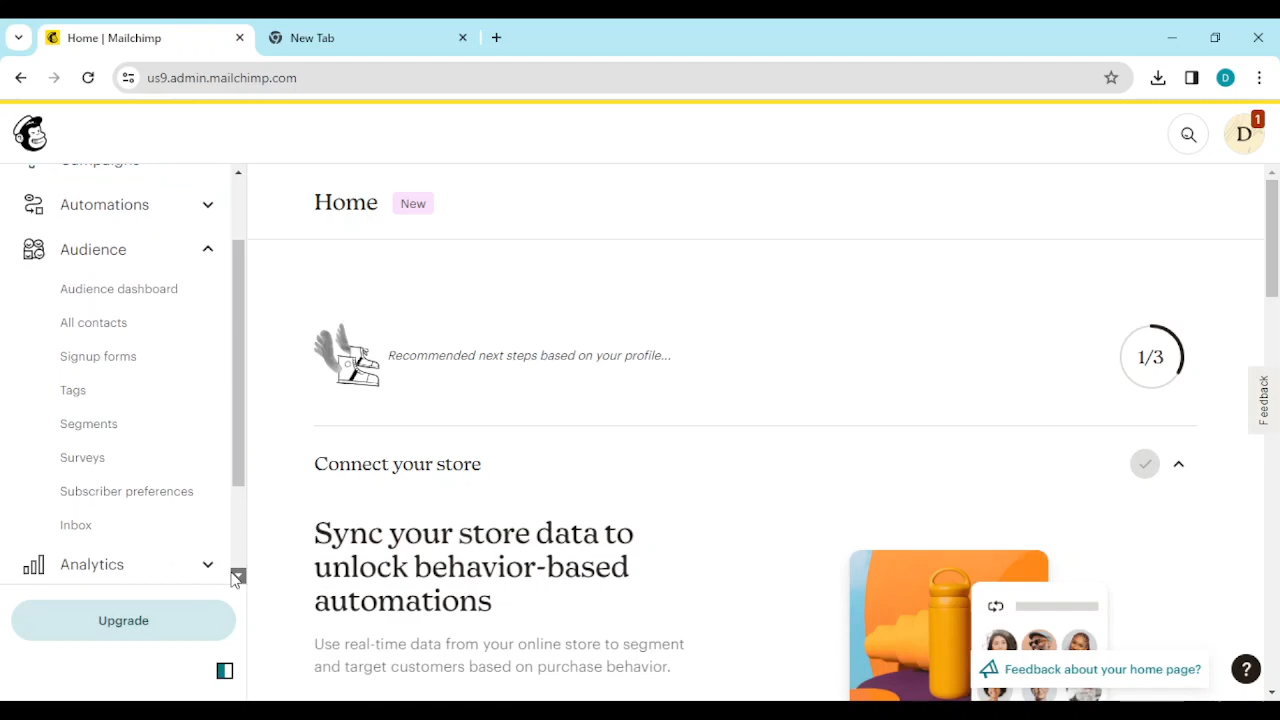 Home | Mailchimp
New Tab
us9.admin.mailchimp.com
D
D
1
Campaigns
Automations
Audience
Audience dashboard
All contacts
Signup forms
Tags
Segments
Surveys
Subscriber preferences
Inbox
Analytics
Upgrade
Home
New
Recommended next steps based on your profile...
1/3
Connect your store
Sync your store data to
unlock behavior-based
automations
Use real-time data from your online store to segment
and target customers based on purchase behavior.
Feedback
Feedback about your home page?
?